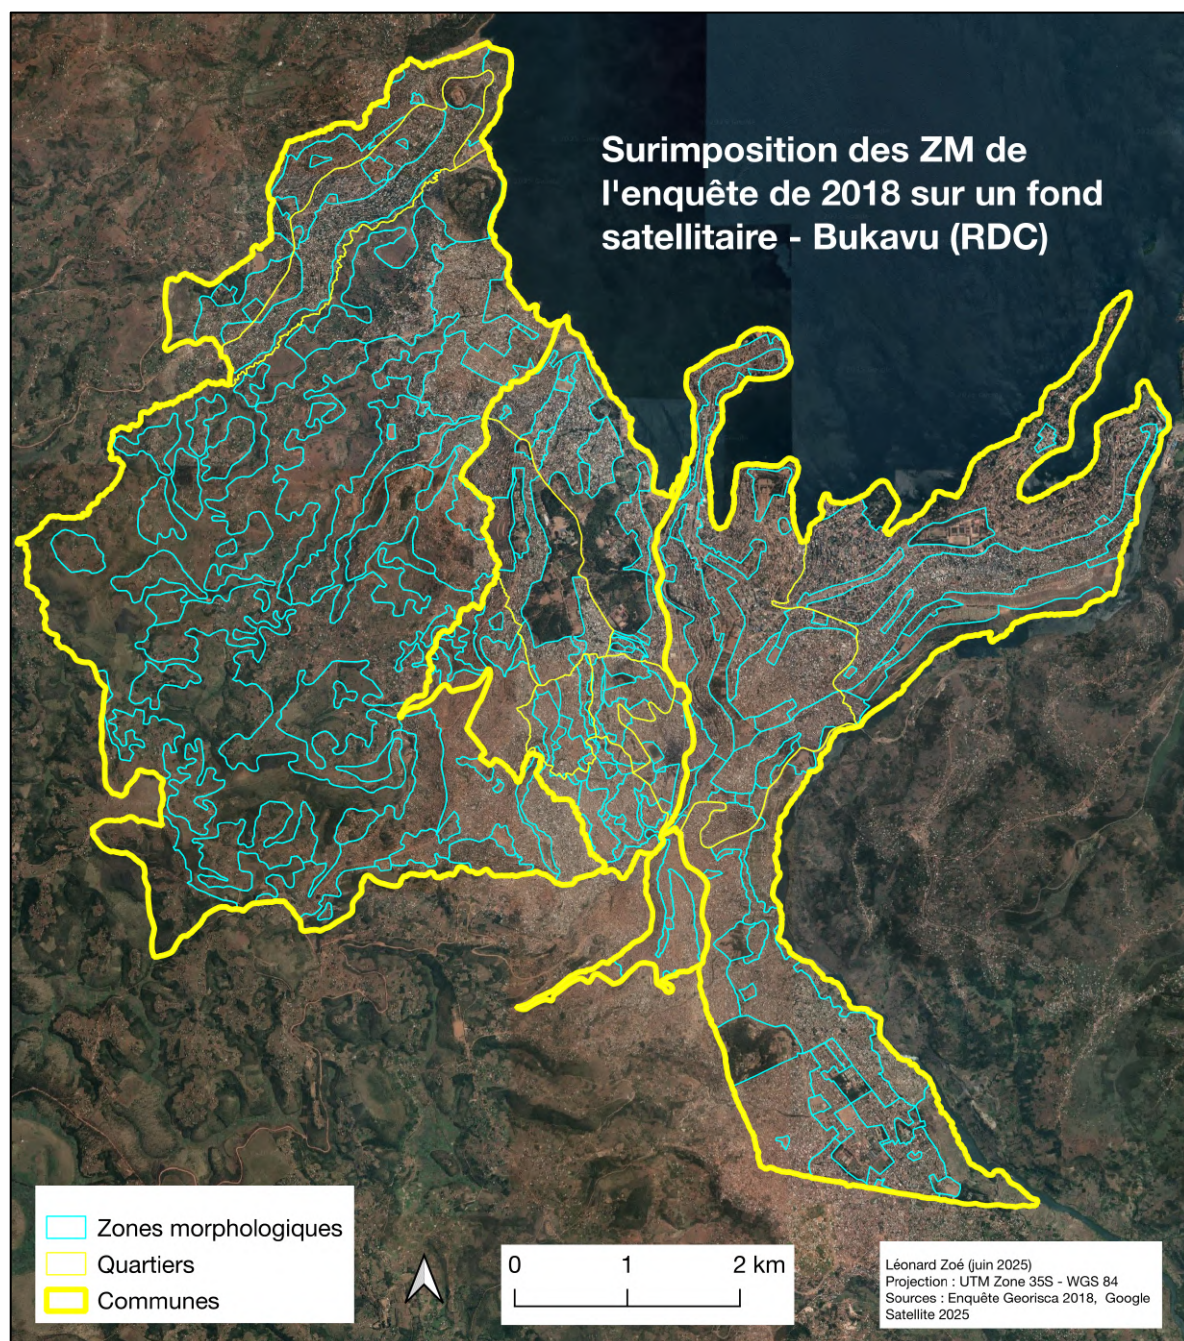 Surimposition des ZM de
l'enquête de 2018 sur un fond
satellitaire - Bukavu (RDC)
Zones morphologiques
Quartiers
Communes
0 1 2 km
Léonard Zoé (juin 2025)
Projection : UTM Zone 35S - WGS 84
Sources : Enquête Georisca 2018, Google
Satellite 2025